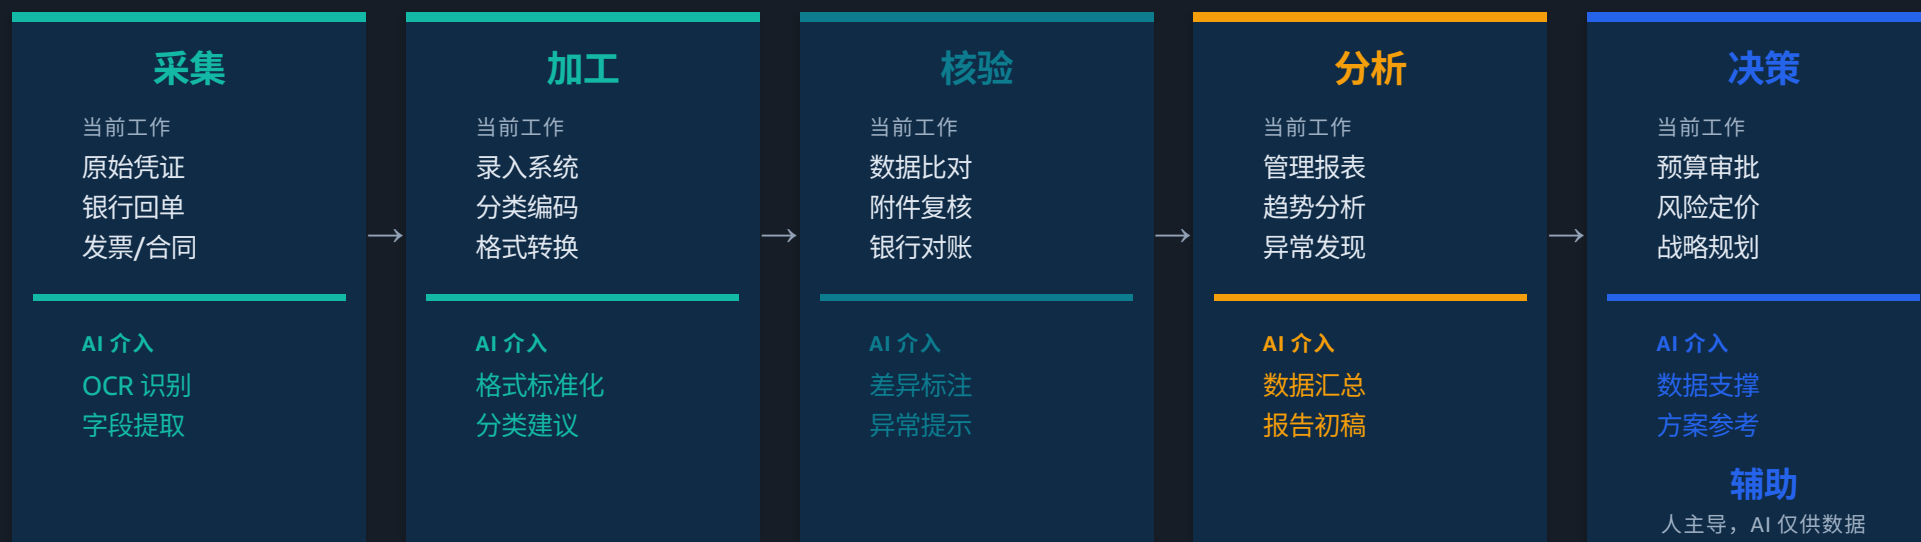 采集
当前工作
原始凭证
银行回单
发票/合同
AI 介入
OCR 识别
字段提取
→
加工
当前工作
录入系统
分类编码
格式转换
AI 介入
格式标准化
分类建议
→
核验
当前工作
数据比对
附件复核
银行对账
AI 介入
差异标注
异常提示
→
分析
当前工作
管理报表
趋势分析
异常发现
AI 介入
数据汇总
报告初稿
→
决策
当前工作
预算审批
风险定价
战略规划
AI 介入
数据支撑
方案参考
辅助
人主导，AI 仅供数据